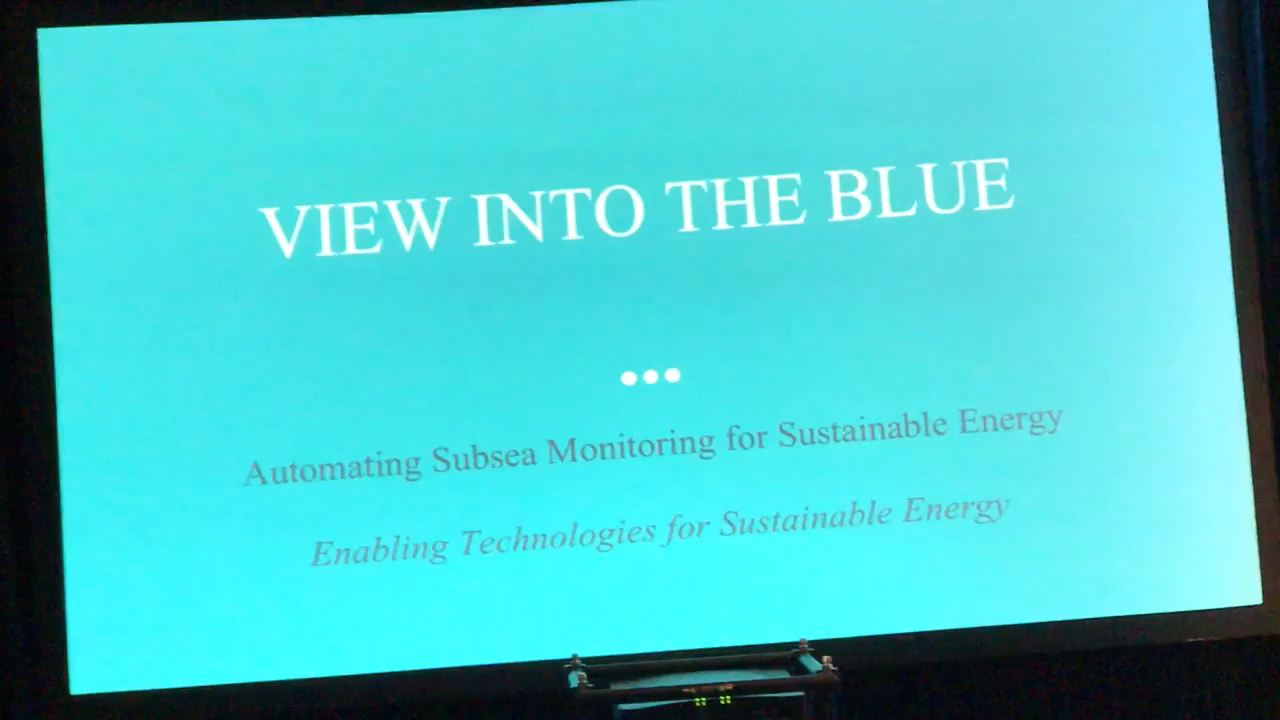 VIEW INTO THE BLUE
Automating Subsea Monitoring for Sustainable Energy
Enabling Technologies for Sustainable Energy